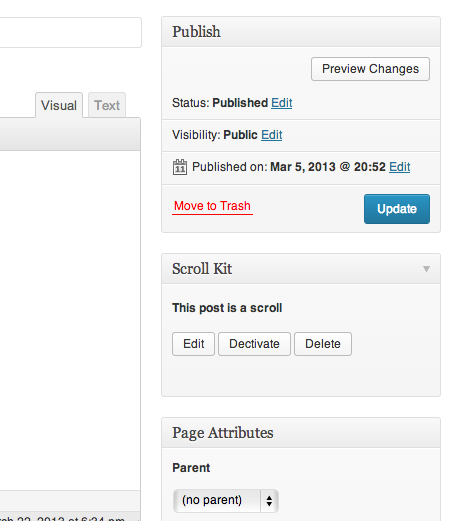 Publish
Preview Changes
Status: Published Edit
Visual Text
Visibility: Public Edit
11 Published on: Mar 5, 2013 @ 20:52 Edit
Move to Trash Update
Scroll Kit
This post is a scroll
Edit Dectivate Delete
Page Attributes
Parent
(no parent)
22, 2013 at 6:34 pm